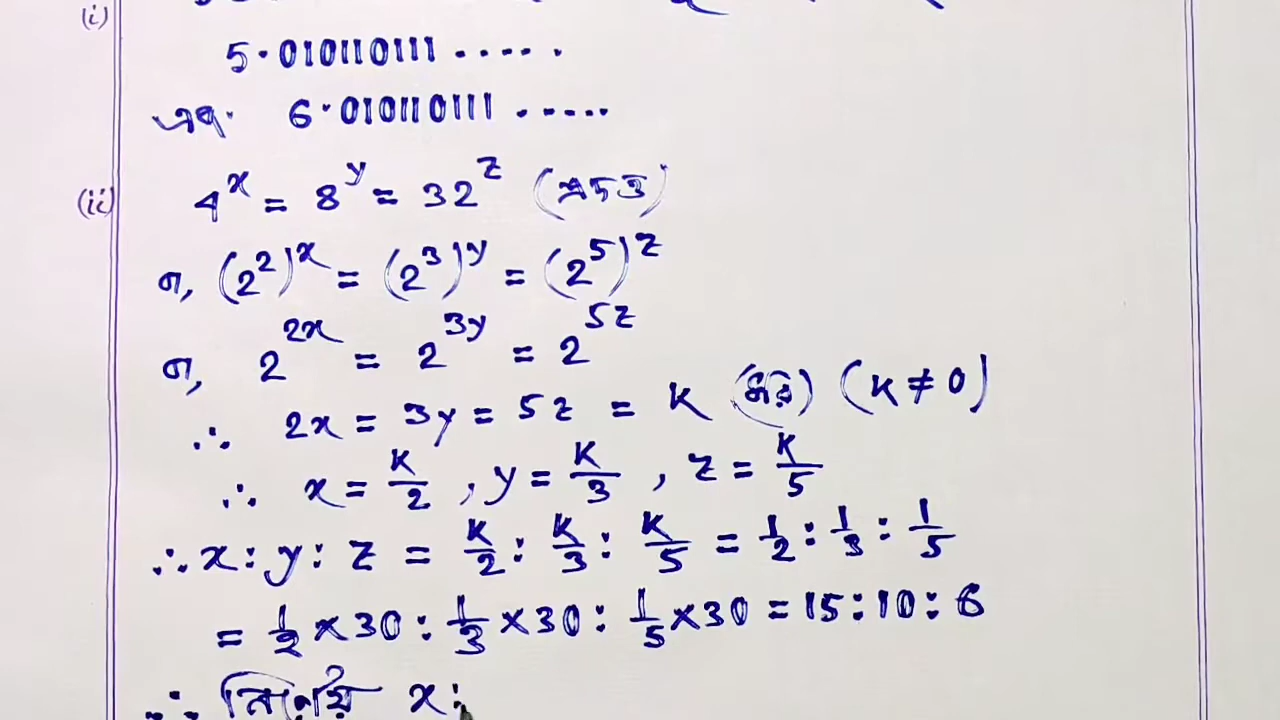 (i)
5·010110111 .....
এবং 6·010110111 .....
(ii) 4^x = 8^y = 32^z (প্রদত্ত)
বা, (2^2)^x = (2^3)^y = (2^5)^z
বা, 2^2x = 2^3y = 2^5z
∴ 2x = 3y = 5z = K (ধরি) (K ≠ 0)
∴ x = K/2 , y = K/3 , z = K/5
∴ x : y : z = K/2 : K/3 : K/5 = 1/2 : 1/3 : 1/5
= 1/2 × 30 : 1/3 × 30 : 1/5 × 30 = 15 : 10 : 6
∴ নির্ণেয় x :